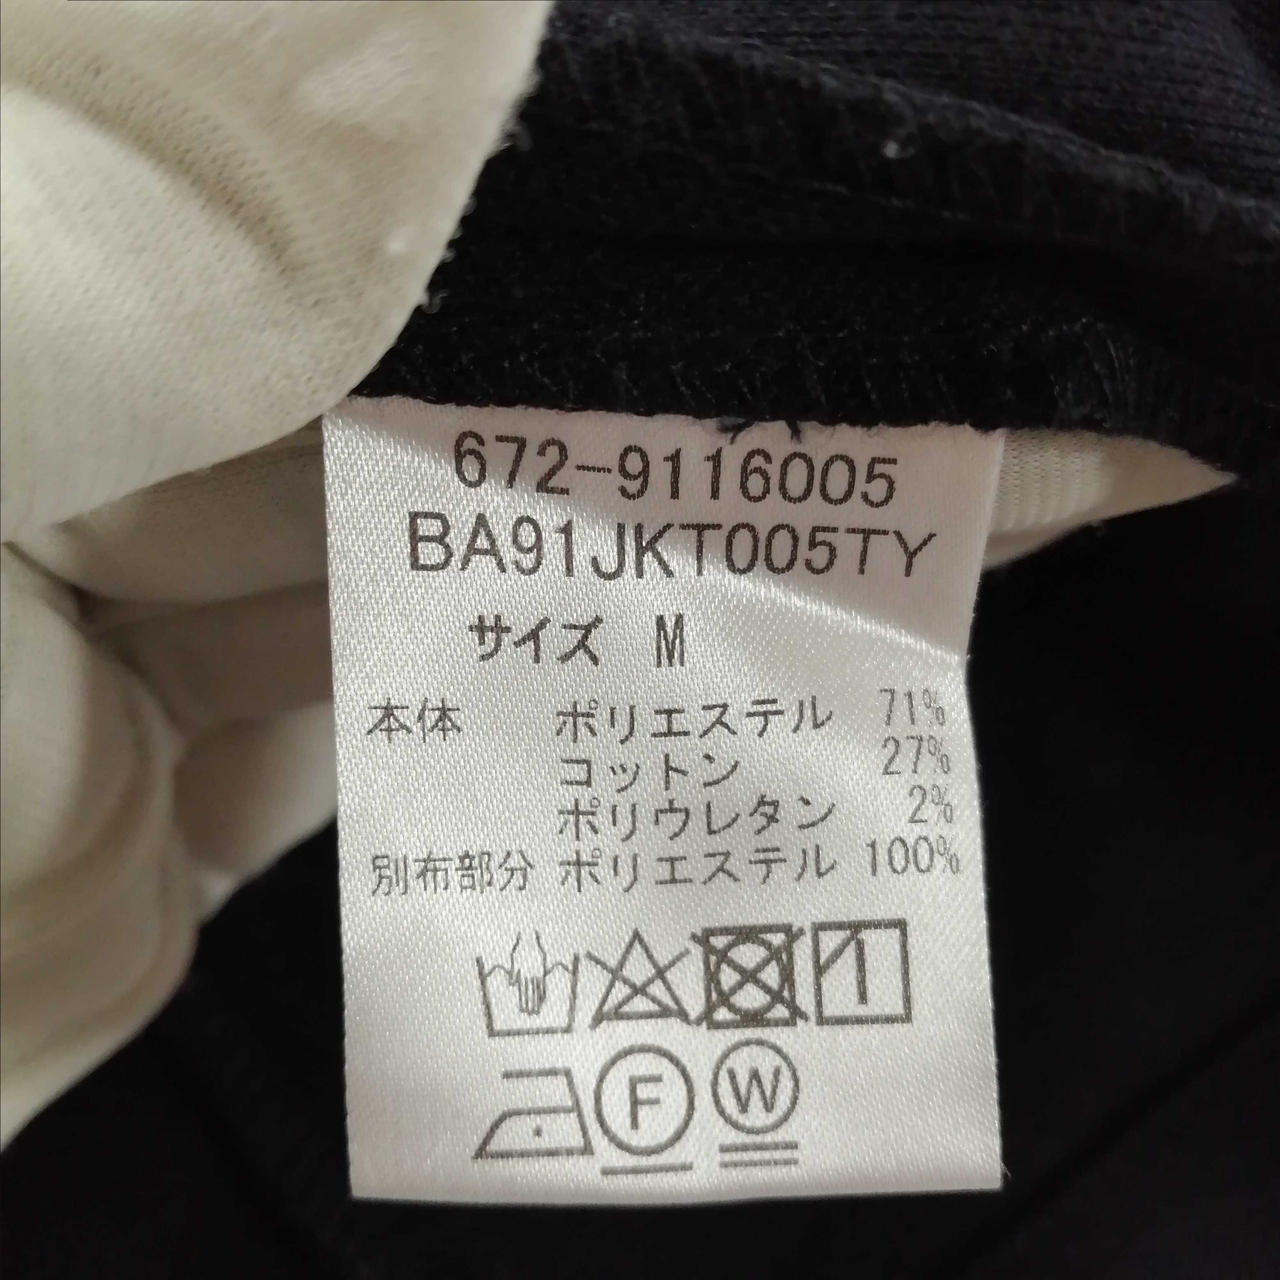 672-9116005
BA91JKT005TY
サイズ M
本体 ポリエステル 71%
コットン 27%
ポリウレタン 2%
別布部分 ポリエステル 100%
F W